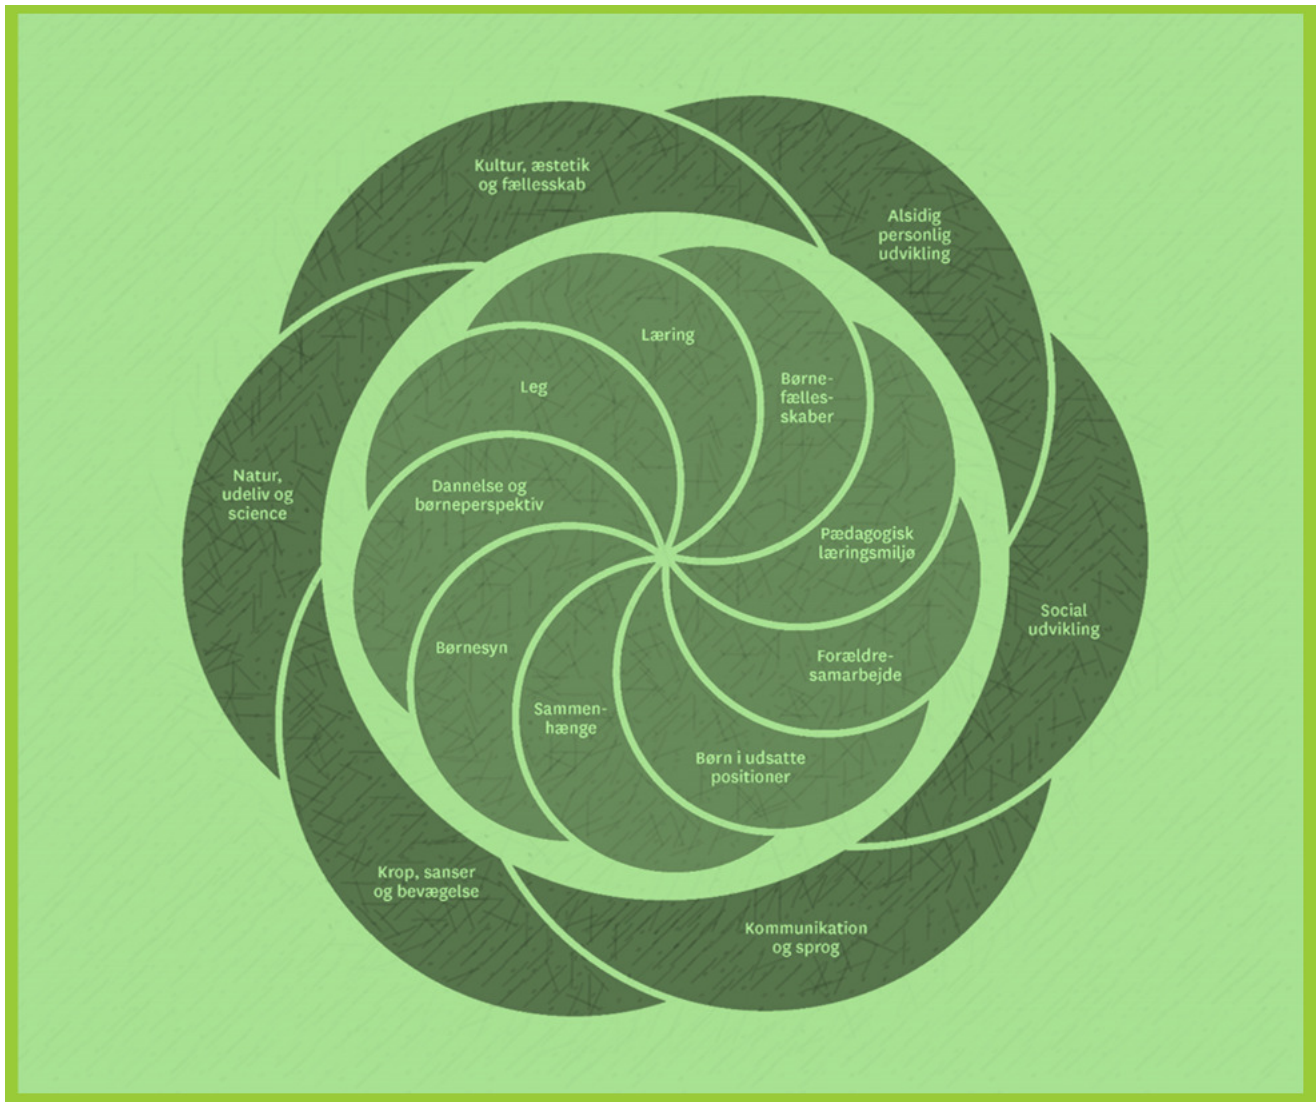 Kultur, æstetik
og fællesskab
Alsidig
personlig
udvikling
Læring
Leg
Børne-
fælles-
skaber
Natur,
udeliv og
science
Dannelse og
børneperspektiv
Pædagogisk
læringsmiljø
Social
udvikling
Børnesyn
Forældre-
samarbejde
Sammen-
hænge
Børn i udsatte
positioner
Krop, sanser
og bevægelse
Kommunikation
og sprog